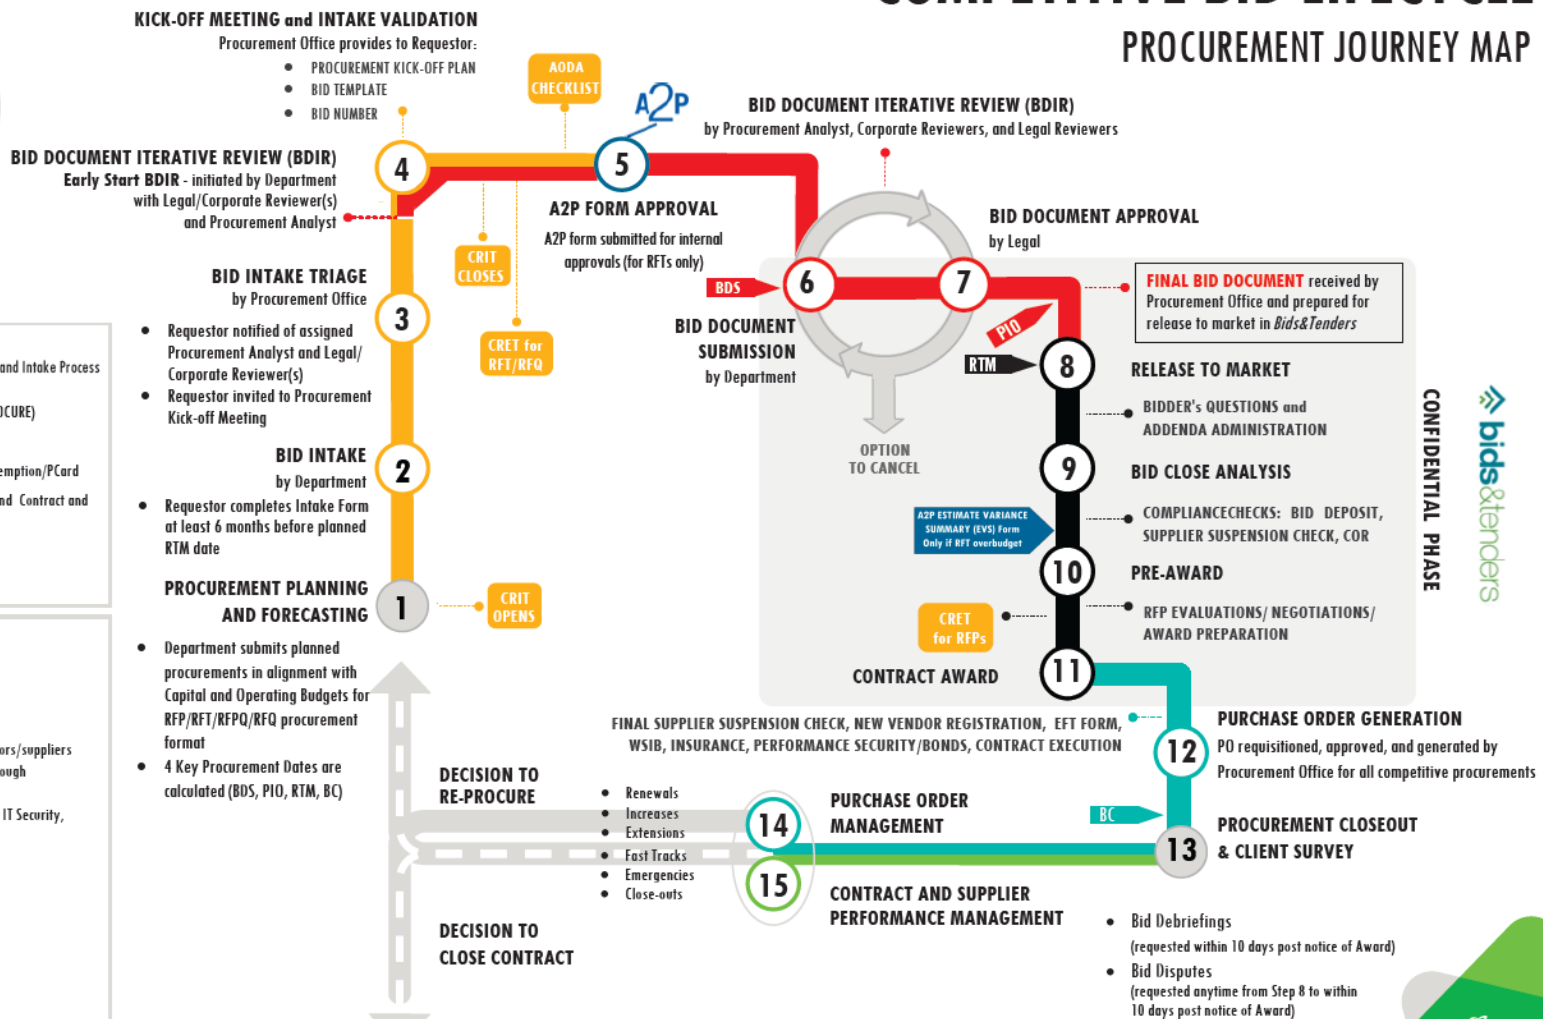 COMPETITIVE BID LIFECYCLE
PROCUREMENT JOURNEY MAP
KICK-OFF MEETING and INTAKE VALIDATION
Procurement Office provides to Requestor:
• PROCUREMENT KICK-OFF PLAN
• BID TEMPLATE
• BID NUMBER
AODA
CHECKLIST
A2P
BID DOCUMENT ITERATIVE REVIEW (BDIR)
by Procurement Analyst, Corporate Reviewers, and Legal Reviewers
BID DOCUMENT ITERATIVE REVIEW (BDIR)
Early Start BDIR - initiated by Department
with Legal/Corporate Reviewer(s)
and Procurement Analyst
4
5
A2P FORM APPROVAL
A2P form submitted for internal
approvals (for RFTs only)
CRIT
CLOSES
CRET for
RFT/RFQ
BID DOCUMENT APPROVAL
by Legal
BDS
6
7
BID DOCUMENT
SUBMISSION
by Department
OPTION
TO CANCEL
FINAL BID DOCUMENT received by
Procurement Office and prepared for
release to market in Bids&Tenders
PIO
RTM
8
RELEASE TO MARKET
BIDDER's QUESTIONS and
ADDENDA ADMINISTRATION
9
BID CLOSE ANALYSIS
A2P ESTIMATE VARIANCE
SUMMARY (EVS) Form
Only if RFT overbudget
COMPLIANCECHECKS: BID DEPOSIT,
SUPPLIER SUSPENSION CHECK, COR
10
PRE-AWARD
CRET
for RFPs
RFP EVALUATIONS/ NEGOTIATIONS/
AWARD PREPARATION
CONTRACT AWARD
11
CONFIDENTIAL PHASE
bids&tenders
BID INTAKE TRIAGE
by Procurement Office
3
• Requestor notified of assigned
Procurement Analyst and Legal/
Corporate Reviewer(s)
• Requestor invited to Procurement
Kick-off Meeting
BID INTAKE
by Department
2
• Requestor completes Intake Form
at least 6 months before planned
RTM date
PROCUREMENT PLANNING
AND FORECASTING
1
CRIT
OPENS
• Department submits planned
procurements in alignment with
Capital and Operating Budgets for
RFP/RFT/RFPQ/RFQ procurement
format
• 4 Key Procurement Dates are
calculated (BDS, PIO, RTM, BC)
and Intake Process
OCURE)
emption/PCard
nd Contract and
ors/suppliers
ough
IT Security,
FINAL SUPPLIER SUSPENSION CHECK, NEW VENDOR REGISTRATION, EFT FORM,
WSIB, INSURANCE, PERFORMANCE SECURITY/BONDS, CONTRACT EXECUTION
12
PURCHASE ORDER GENERATION
PO requisitioned, approved, and generated by
Procurement Office for all competitive procurements
BC
13
PROCUREMENT CLOSEOUT
& CLIENT SURVEY
DECISION TO
RE-PROCURE
• Renewals
• Increases
• Extensions
• Fast Tracks
• Emergencies
• Close-outs
14
PURCHASE ORDER
MANAGEMENT
15
CONTRACT AND SUPPLIER
PERFORMANCE MANAGEMENT
DECISION TO
CLOSE CONTRACT
• Bid Debriefings
(requested within 10 days post notice of Award)
• Bid Disputes
(requested anytime from Step 8 to within
10 days post notice of Award)